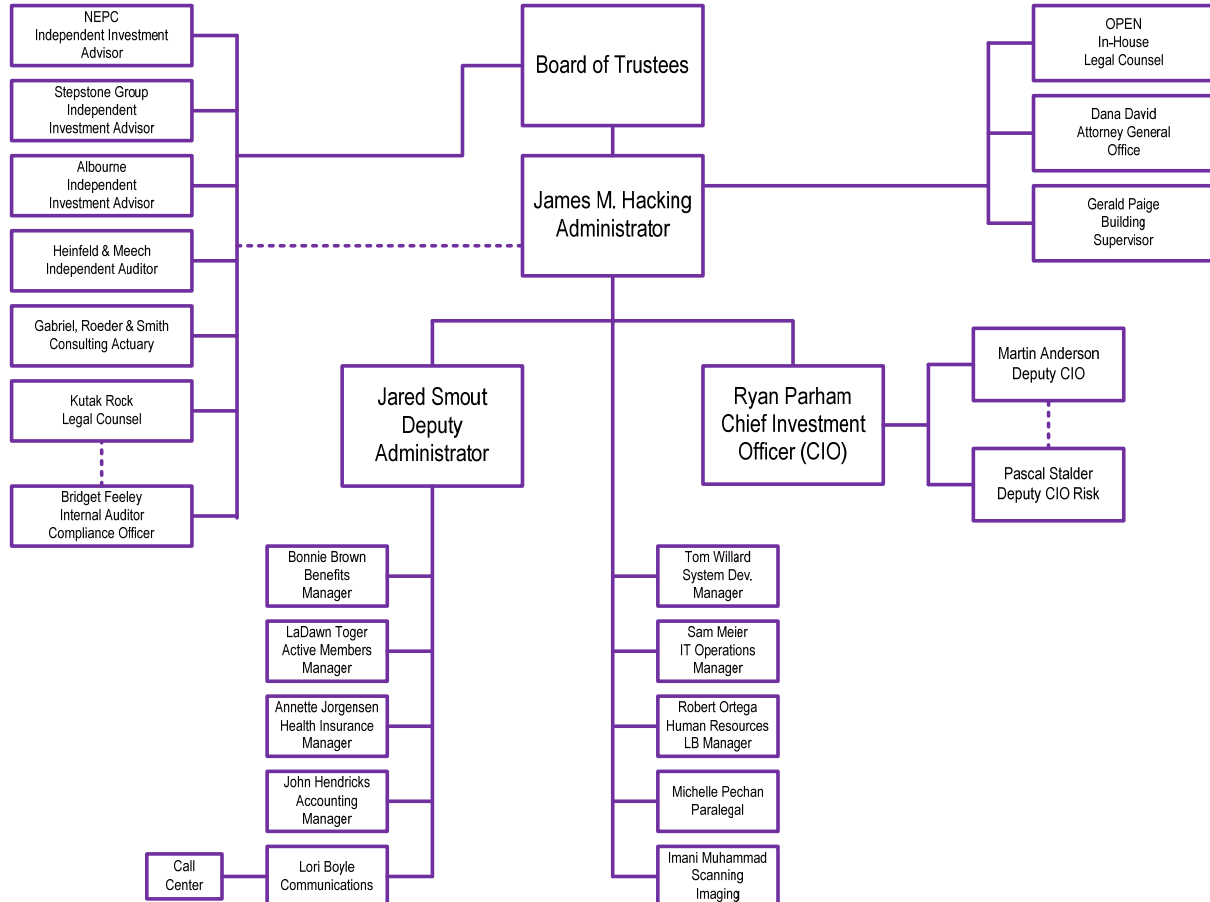 NEPC
Independent Investment
Advisor
Stepstone Group
Independent
Investment Advisor
Albourne
Independent
Investment Advisor
Heinfeld & Meech
Independent Auditor
Gabriel, Roeder & Smith
Consulting Actuary
Kutak Rock
Legal Counsel
Bridget Feeley
Internal Auditor
Compliance Officer
Board of Trustees
James M. Hacking
Administrator
OPEN
In-House
Legal Counsel
Dana David
Attorney General
Office
Gerald Paige
Building
Supervisor
Jared Smout
Deputy
Administrator
Ryan Parham
Chief Investment
Officer (CIO)
Martin Anderson
Deputy CIO
Pascal Stalder
Deputy CIO Risk
Bonnie Brown
Benefits
Manager
LaDawn Toger
Active Members
Manager
Annette Jorgensen
Health Insurance
Manager
John Hendricks
Accounting
Manager
Call
Center
Lori Boyle
Communications
Tom Willard
System Dev.
Manager
Sam Meier
IT Operations
Manager
Robert Ortega
Human Resources
LB Manager
Michelle Pechan
Paralegal
Imani Muhammad
Scanning
Imaging